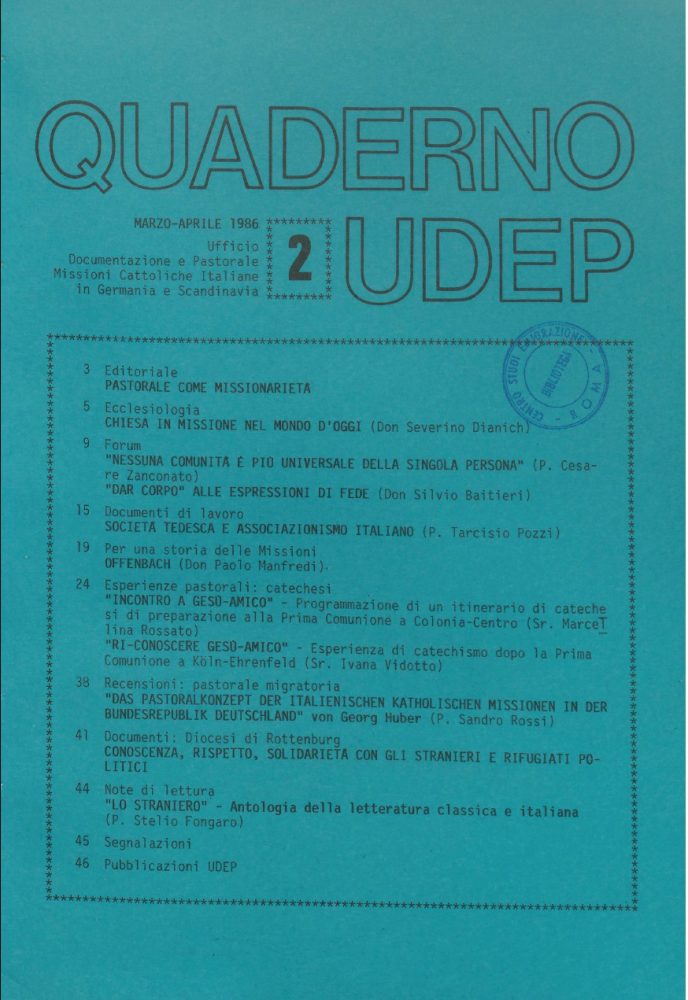 QUADERNO
MARZO-APRILE 1986
Ufficio
Documentazione e Pastorale
Missioni Cattoliche Italiane
in Germania e Scandinavia
2
UDEP
CENTRO STUDI EMIGRAZIONE - ROMA -
BIBLIOTECA
3 Editoriale
PASTORALE COME MISSIONARIETÀ
5 Ecclesiologia
CHIESA IN MISSIONE NEL MONDO D'OGGI (Don Severino Dianich)
9 Forum
"NESSUNA COMUNITÀ È PIÙ UNIVERSALE DELLA SINGOLA PERSONA" (P. Cesa-
re Zanconato)
"DAR CORPO" ALLE ESPRESSIONI DI FEDE (Don Silvio Baitieri)
15 Documenti di lavoro
SOCIETÀ TEDESCA E ASSOCIAZIONISMO ITALIANO (P. Tarcisio Pozzi)
19 Per una storia delle Missioni
OFFENBACH (Don Paolo Manfredi)
24 Esperienze pastorali: catechesi
"INCONTRO A GESÙ-AMICO" - Programmazione di un itinerario di cateche
si di preparazione alla Prima Comunione a Colonia-Centro (Sr. Marcel
lina Rossato)
"RI-CONOSCERE GESÙ-AMICO" - Esperienza di catechismo dopo la Prima
Comunione a Köln-Ehrenfeld (Sr. Ivana Vidotto)
38 Recensioni: pastorale migratoria
"DAS PASTORALKONZEPT DER ITALIENISCHEN KATHOLISCHEN MISSIONEN IN DER
BUNDESREPUBLIK DEUTSCHLAND" von Georg Huber (P. Sandro Rossi)
41 Documenti: Diocesi di Rottenburg
CONOSCENZA, RISPETTO, SOLIDARIETÀ CON GLI STRANIERI E RIFUGIATI PO-
LITICI
44 Note di lettura
"LO STRANIERO" - Antologia della letteratura classica e italiana
(P. Stelio Fongaro)
45 Segnalazioni
46 Pubblicazioni UDEP